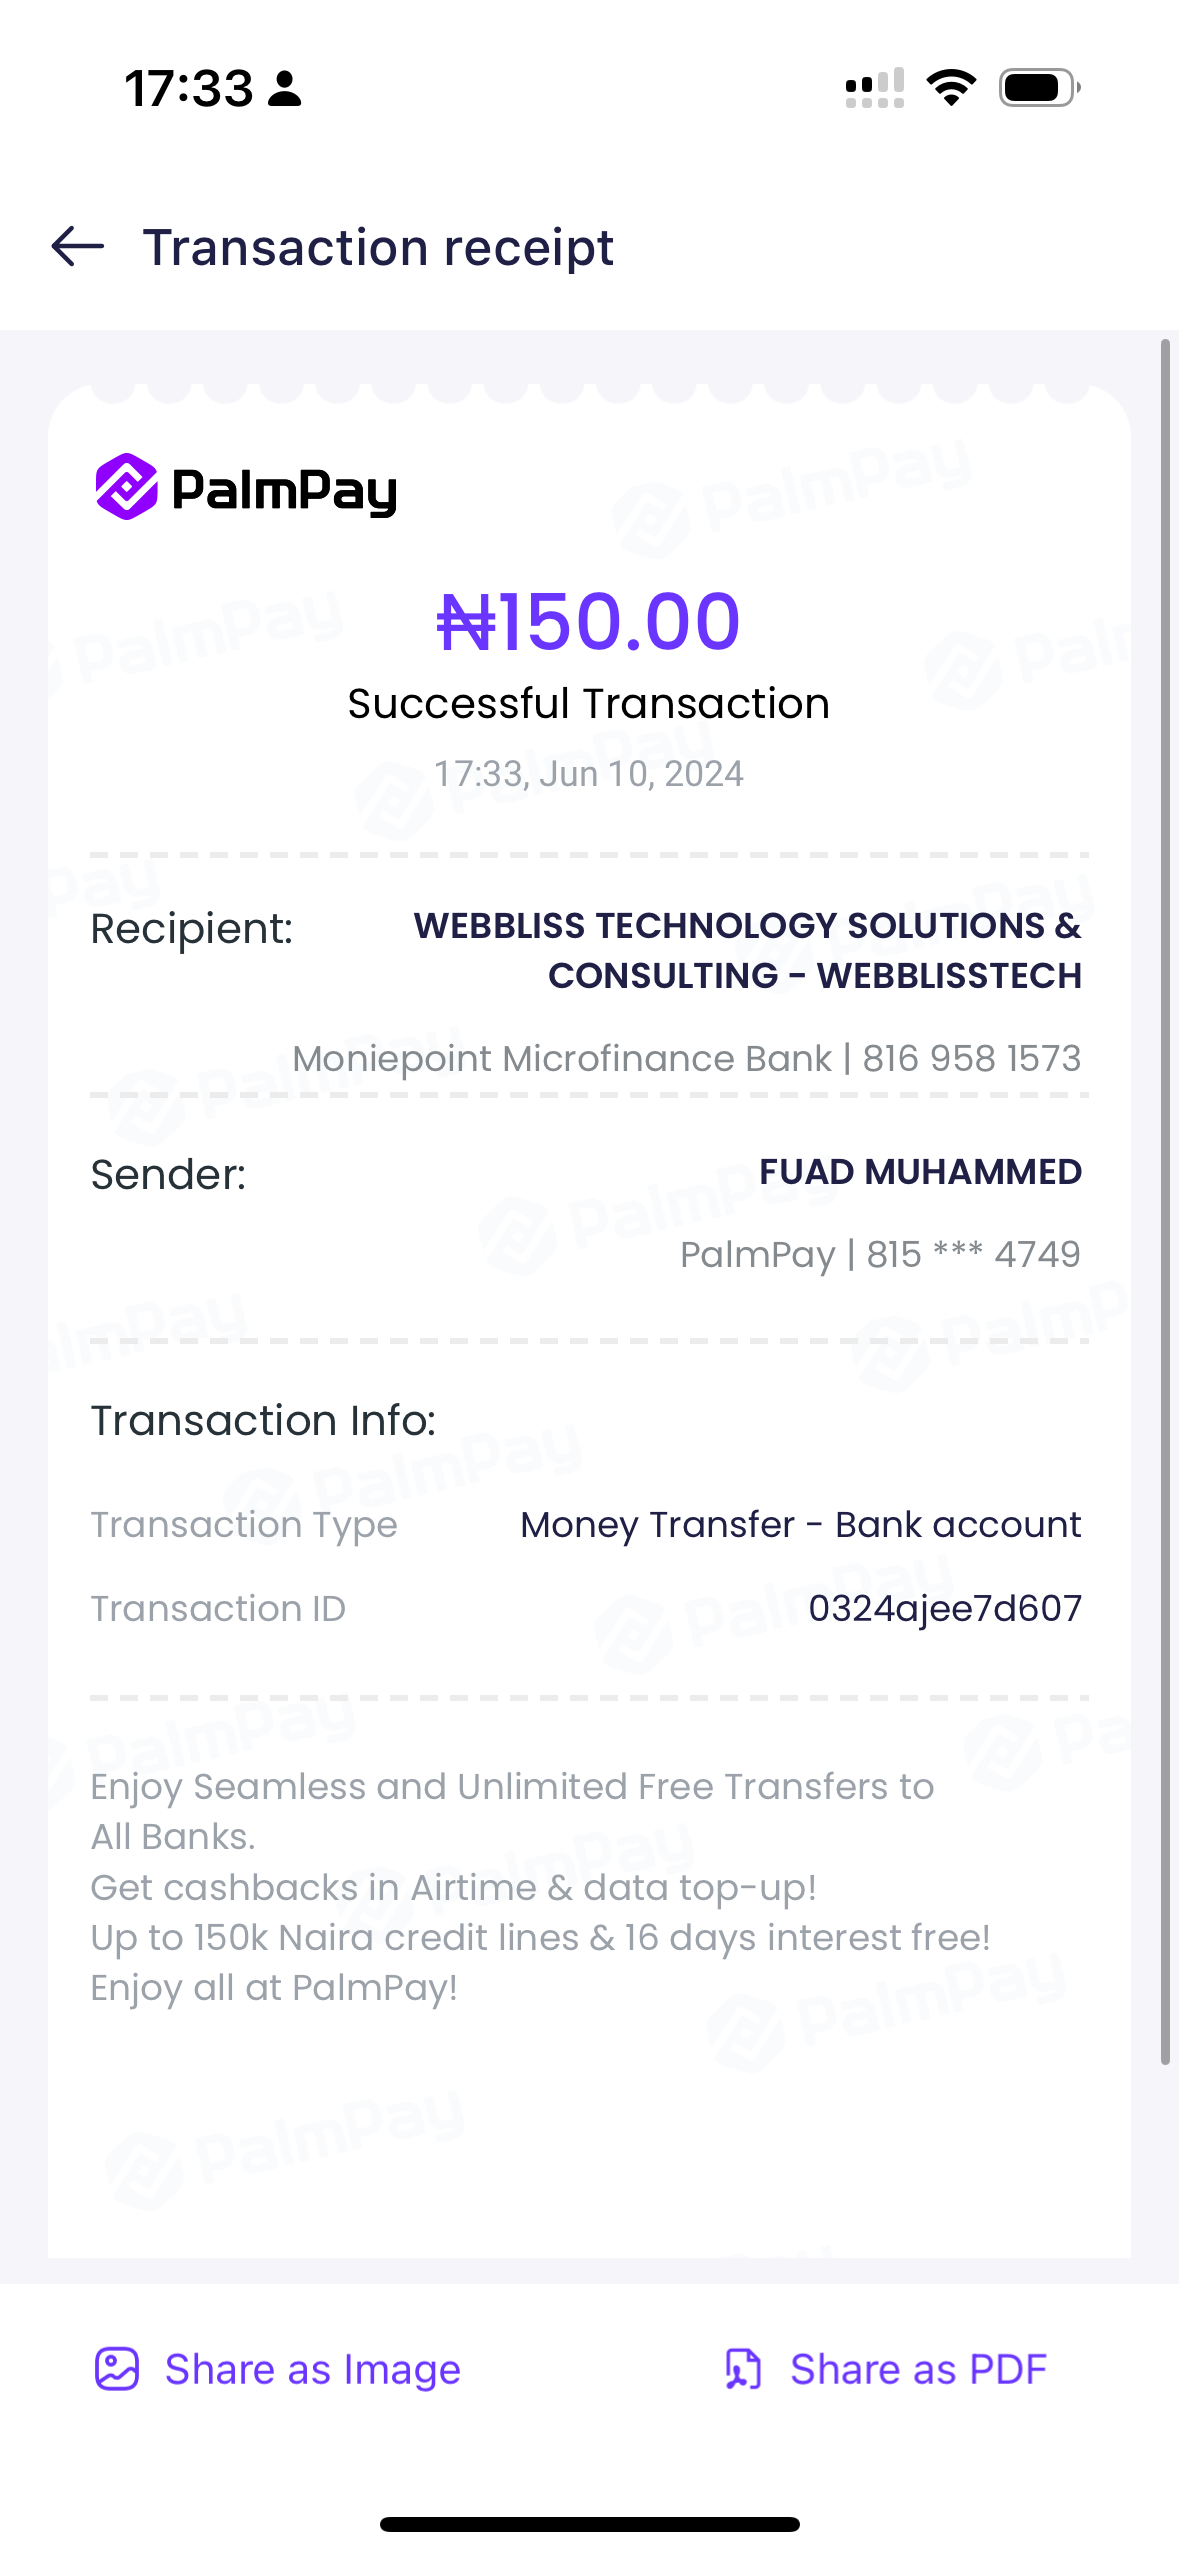 17:33
Transaction receipt
PalmPay
₦150.00
Successful Transaction
17:33, Jun 10, 2024
Recipient:
WEBBLISS TECHNOLOGY SOLUTIONS &
CONSULTING - WEBBLISSTECH
Moniepoint Microfinance Bank | 816 958 1573
Sender:
FUAD MUHAMMED
PalmPay | 815 *** 4749
Transaction Info:
Transaction Type Money Transfer - Bank account
Transaction ID 0324ajee7d607
Enjoy Seamless and Unlimited Free Transfers to
All Banks.
Get cashbacks in Airtime & data top-up!
Up to 150k Naira credit lines & 16 days interest free!
Enjoy all at PalmPay!
Share as Image
Share as PDF